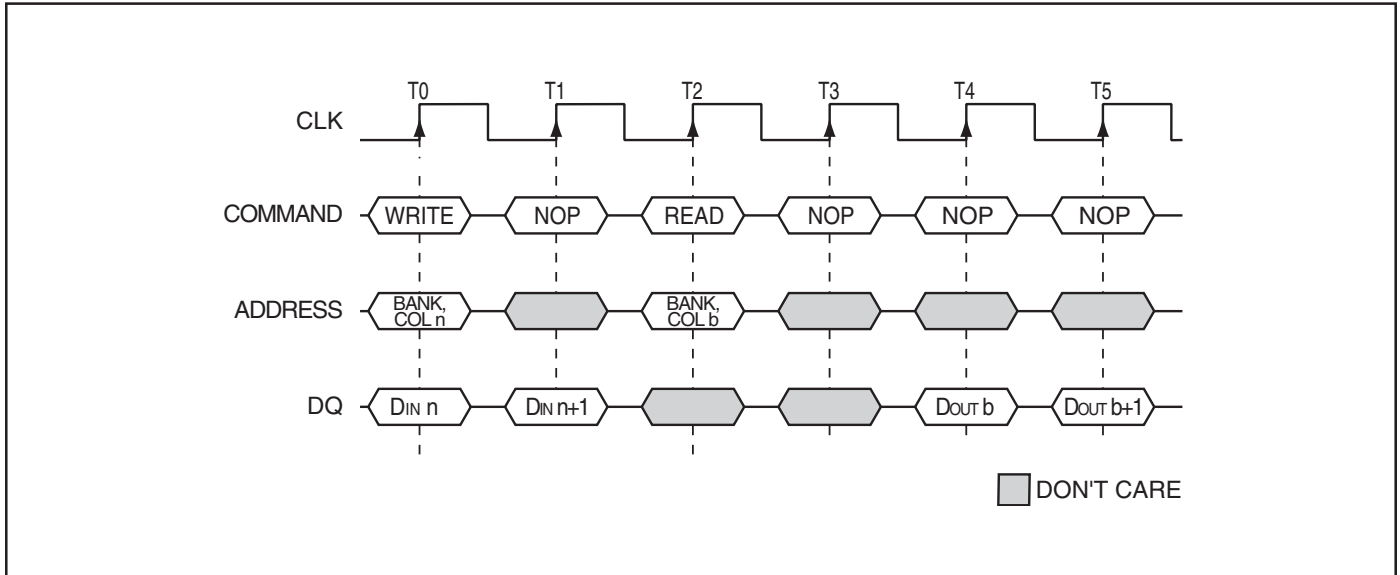 T0 T1 T2 T3 T4 T5
CLK
COMMAND WRITE NOP READ NOP NOP NOP
ADDRESS BANK, COL n BANK, COL b
DQ DIN n DIN n+1 DOUT b DOUT b+1
DON'T CARE